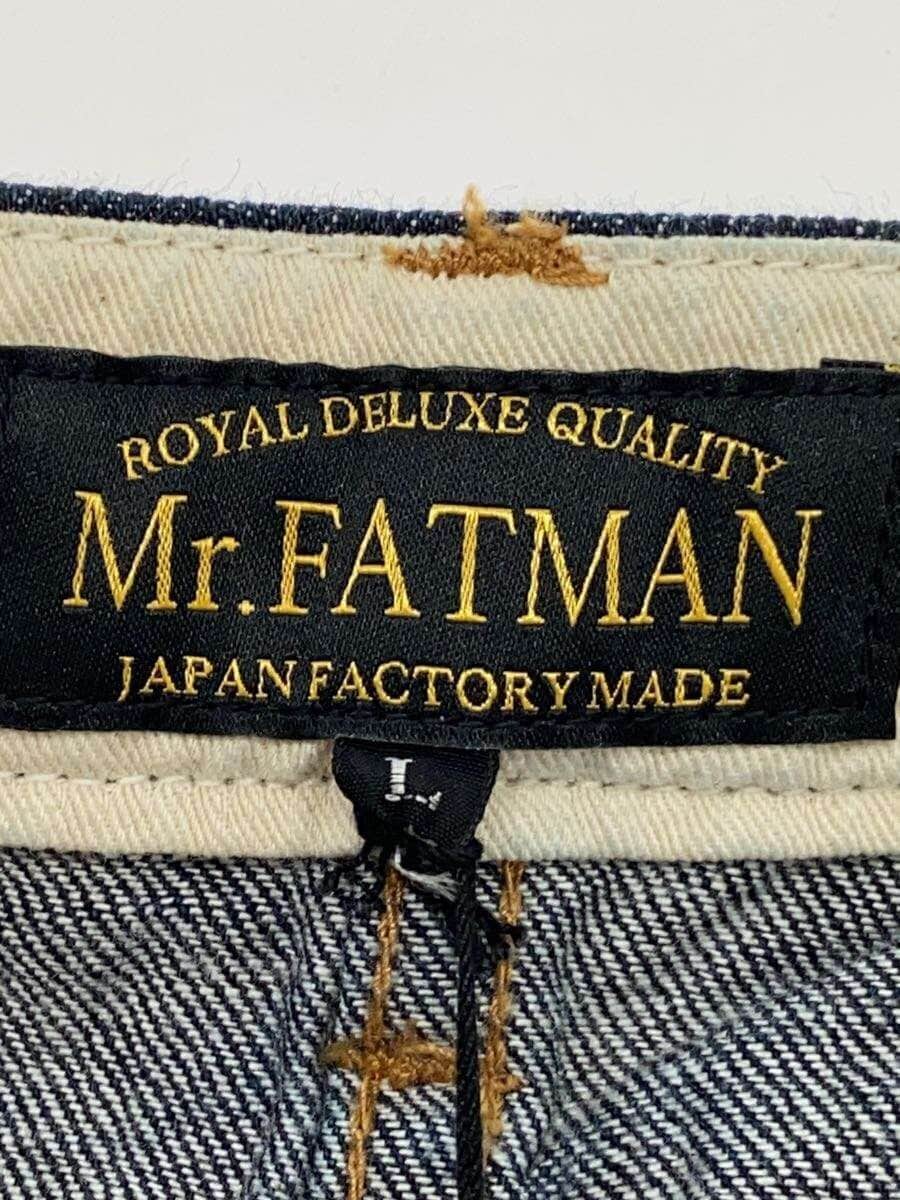 ROYAL DELUXE QUALITY
Mr.FATMAN
JAPAN FACTORY MADE
L